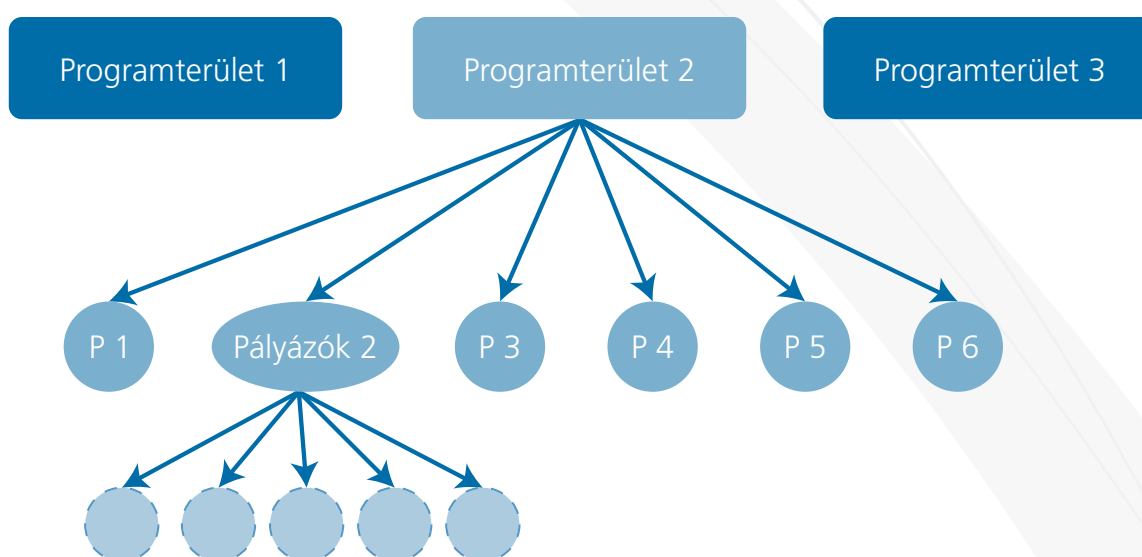 Programterület 1
Programterület 2
Programterület 3
P 1
Pályázók 2
P 3
P 4
P 5
P 6